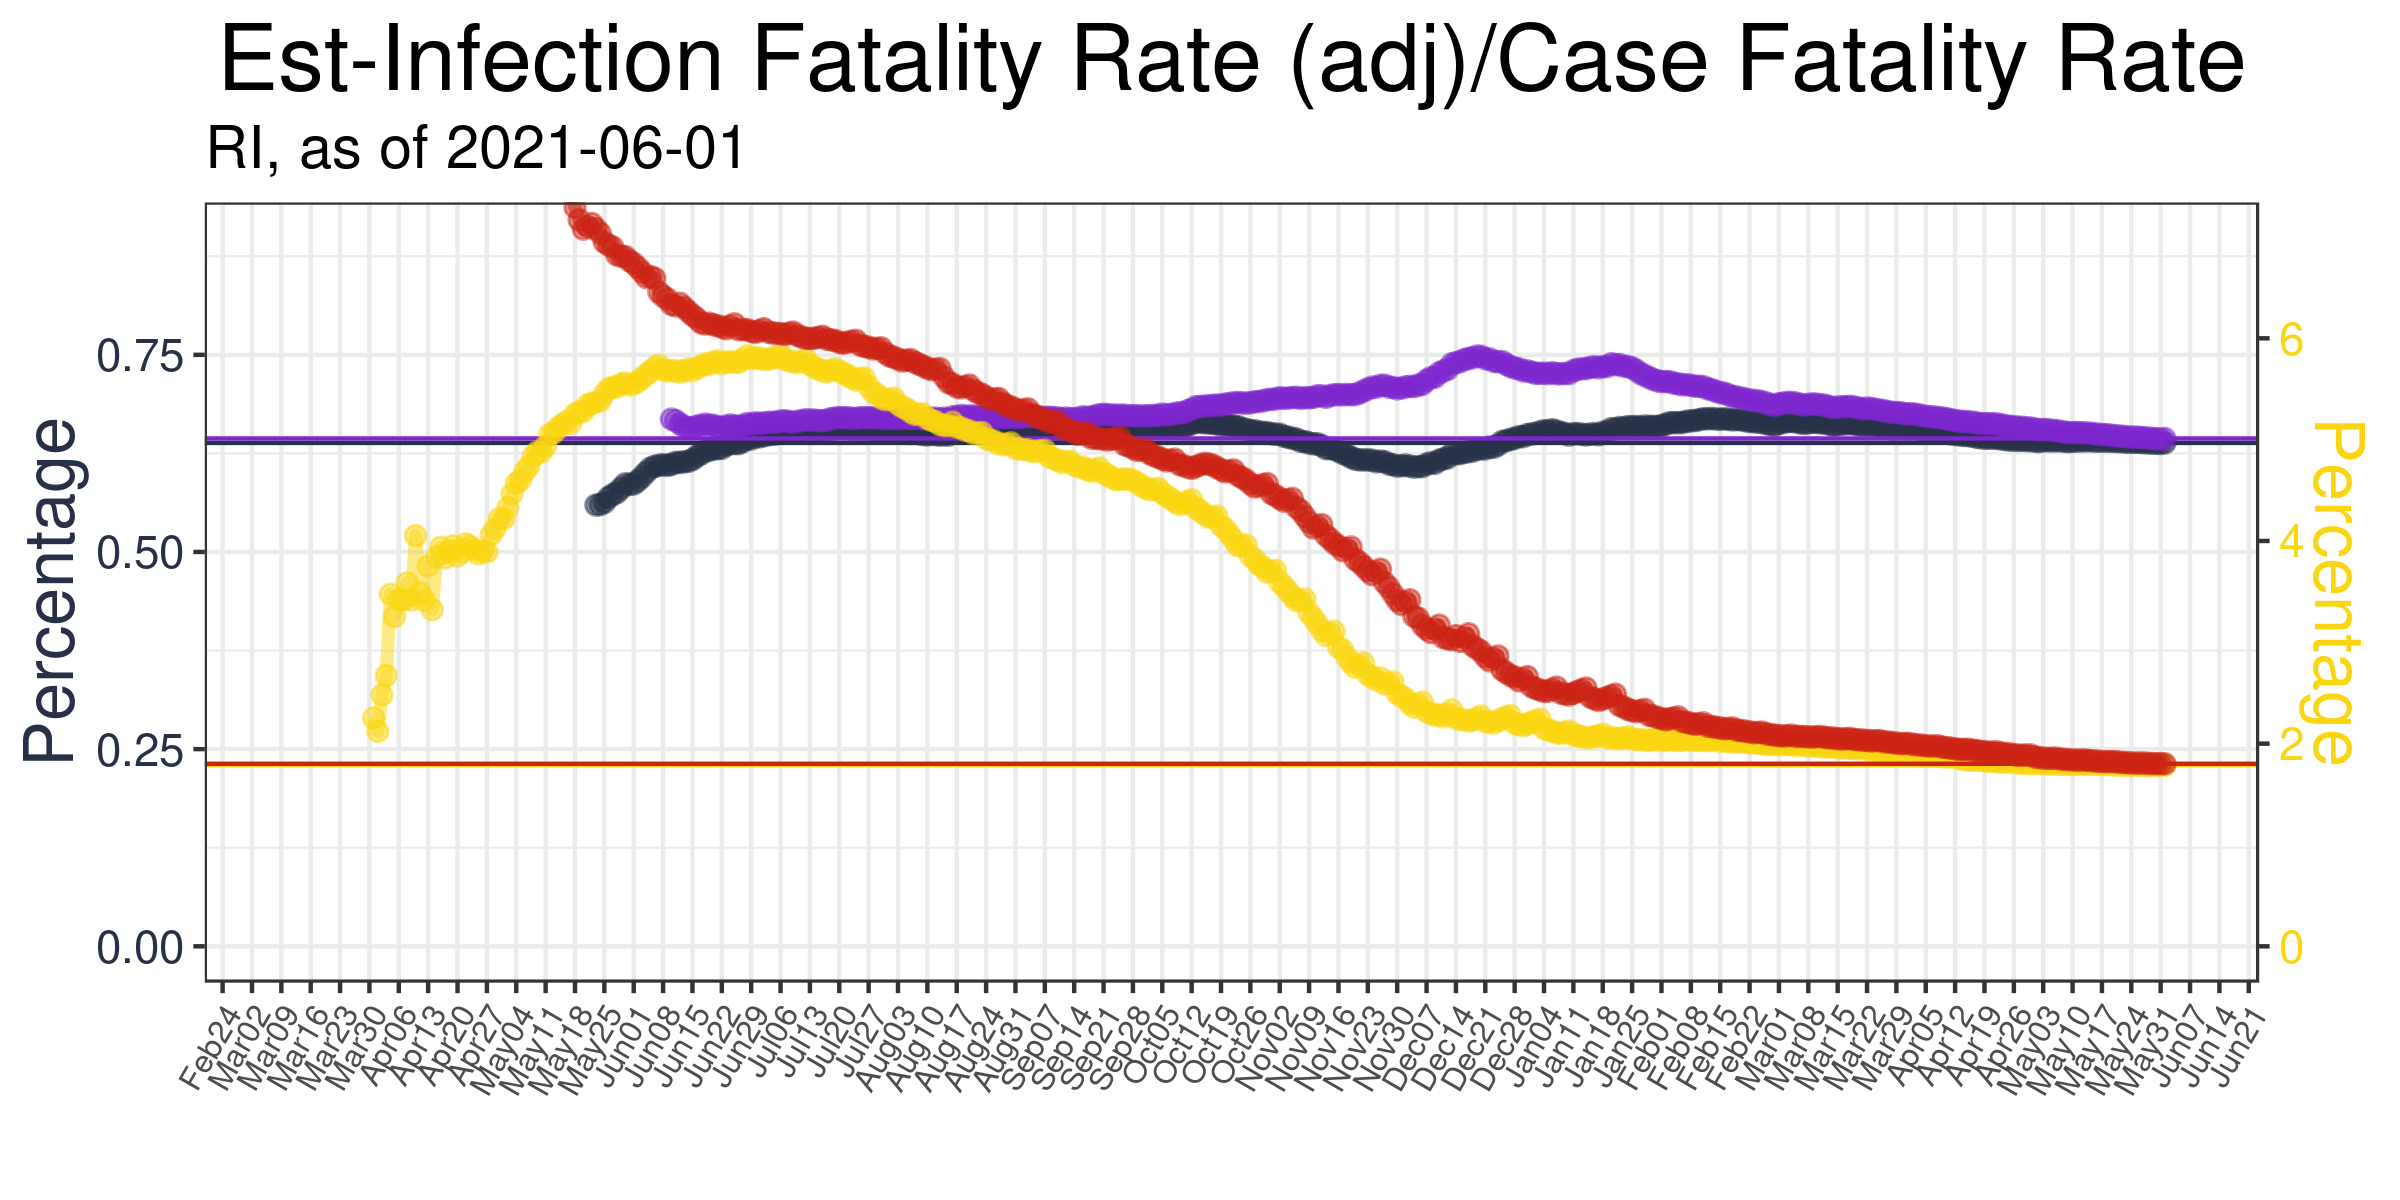 Est-Infection Fatality Rate (adj)/Case Fatality Rate
RI, as of 2021-06-01
Percentage
0.75
0.50
0.25
0.00
6
4
2
0
Percentage
Feb24
Mar02
Mar09
Mar16
Mar23
Mar30
Apr06
Apr13
Apr20
Apr27
May04
May11
May18
May25
Jun01
Jun08
Jun15
Jun22
Jun29
Jul06
Jul13
Jul20
Jul27
Aug03
Aug10
Aug17
Aug24
Aug31
Sep07
Sep14
Sep21
Sep28
Oct05
Oct12
Oct19
Oct26
Nov02
Nov09
Nov16
Nov23
Nov30
Dec07
Dec14
Dec21
Dec28
Jan04
Jan11
Jan18
Jan25
Feb01
Feb08
Feb15
Feb22
Mar01
Mar08
Mar15
Mar22
Mar29
Apr05
Apr12
Apr19
Apr26
May03
May10
May17
May24
May31
Jun07
Jun14
Jun21